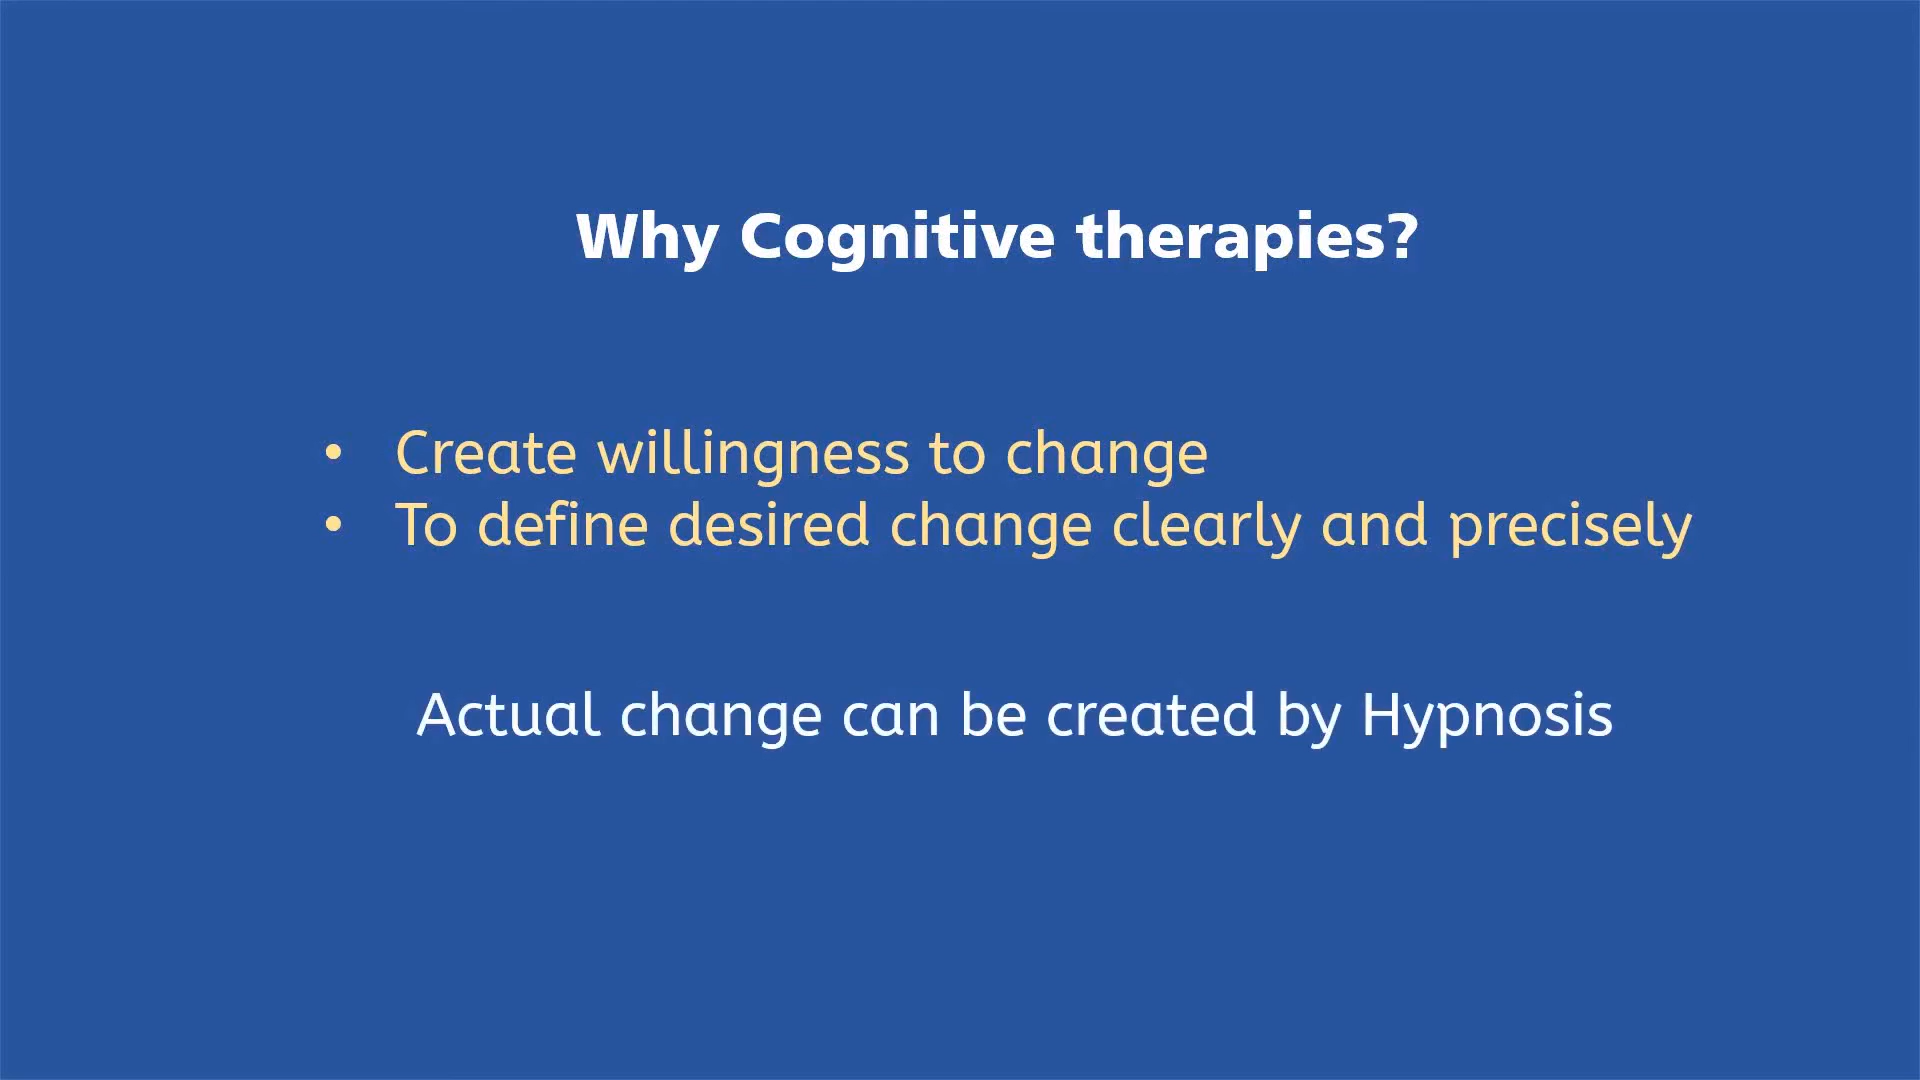 Why Cognitive therapies?
• Create willingness to change
• To define desired change clearly and precisely
Actual change can be created by Hypnosis